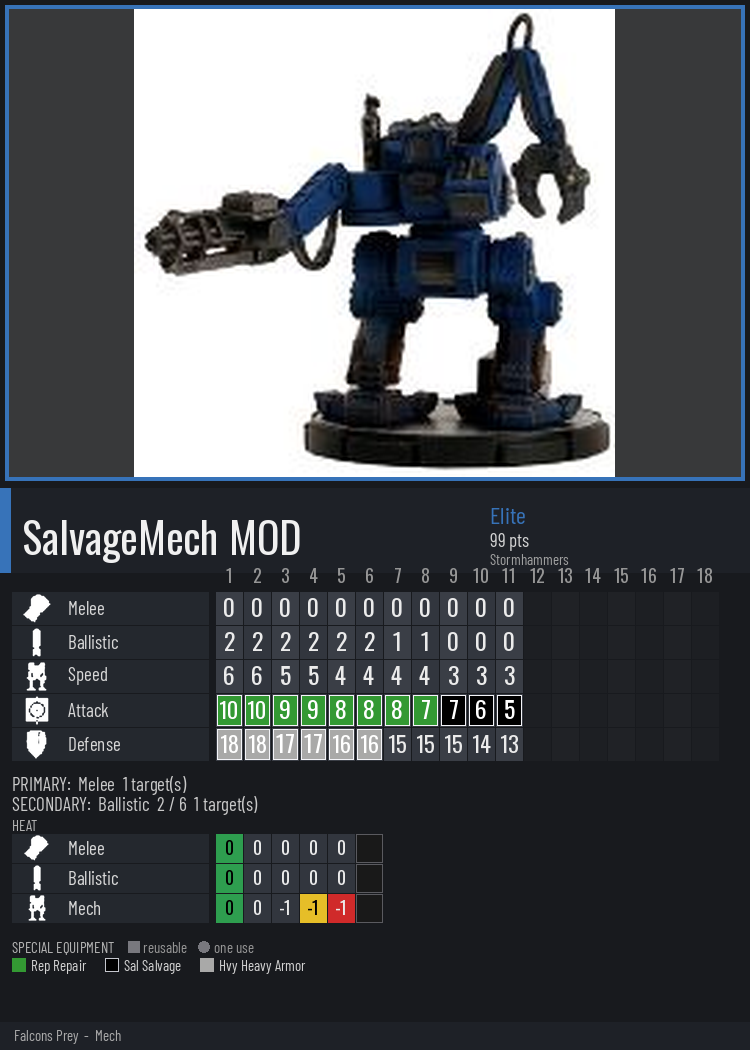 SalvageMech MOD
Elite
99 pts
Stormhammers
1 2 3 4 5 6 7 8 9 10 11 12 13 14 15 16 17 18
Melee 0 0 0 0 0 0 0 0 0 0 0
Ballistic 2 2 2 2 2 2 1 1 0 0 0
Speed 6 6 5 5 4 4 4 4 3 3 3
Attack 10 10 9 9 8 8 8 7 7 6 5
Defense 18 18 17 17 16 16 15 15 15 14 13
PRIMARY: Melee 1 target(s)
SECONDARY: Ballistic 2 / 6 1 target(s)
HEAT
Melee 0 0 0 0 0
Ballistic 0 0 0 0 0
Mech 0 0 -1 -1 -1
SPECIAL EQUIPMENT reusable one use
Rep Repair Sal Salvage Hvy Heavy Armor
Falcons Prey - Mech